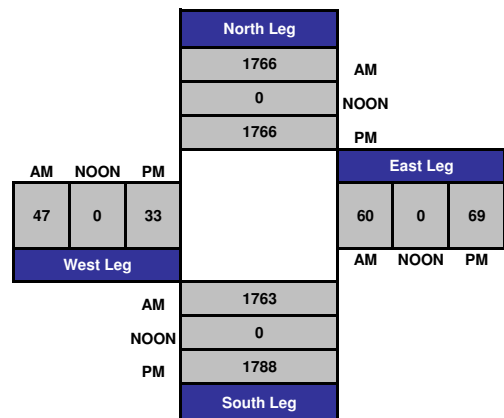 North Leg
1766 AM
0 NOON
1766 PM
AM NOON PM
East Leg
47 0 33
60 0 69
West Leg
AM NOON PM
AM 1763
NOON 0
PM 1788
South Leg